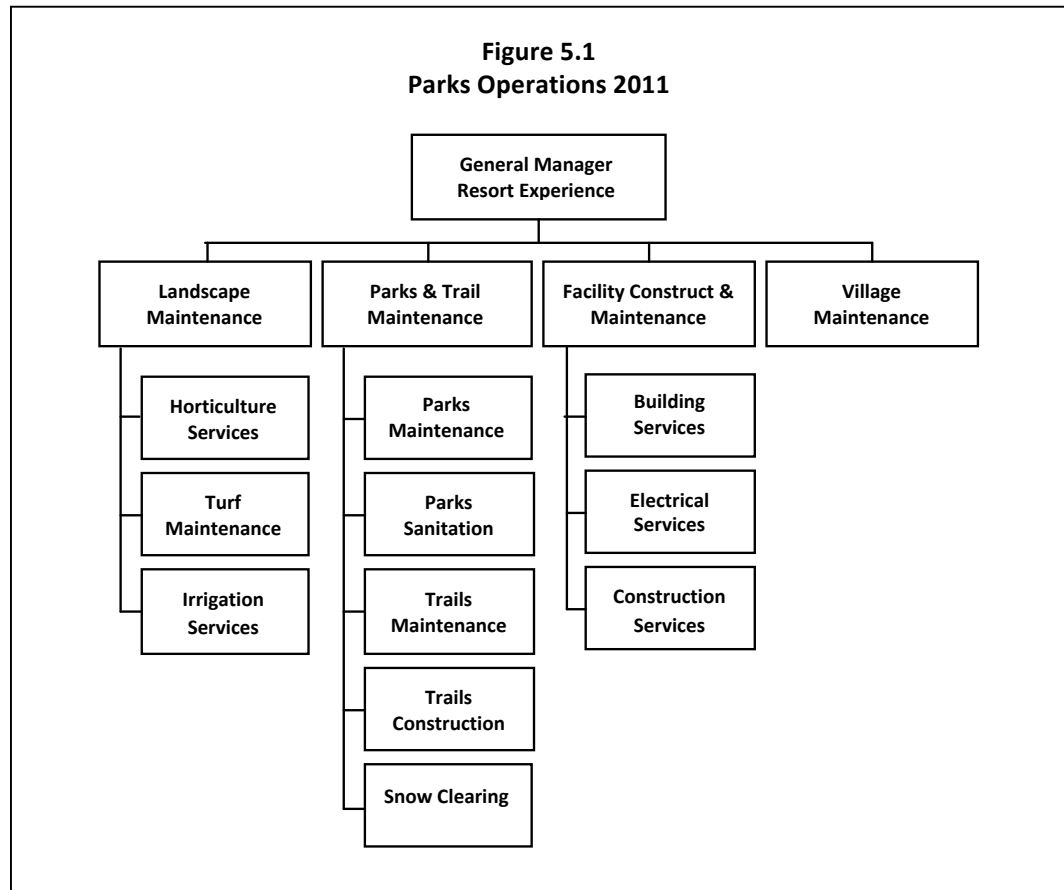 Figure 5.1
Parks Operations 2011
General Manager
Resort Experience
Landscape
Maintenance
Parks & Trail
Maintenance
Facility Construct &
Maintenance
Village
Maintenance
Horticulture
Services
Turf
Maintenance
Irrigation
Services
Parks
Maintenance
Parks
Sanitation
Trails
Maintenance
Trails
Construction
Snow Clearing
Building
Services
Electrical
Services
Construction
Services